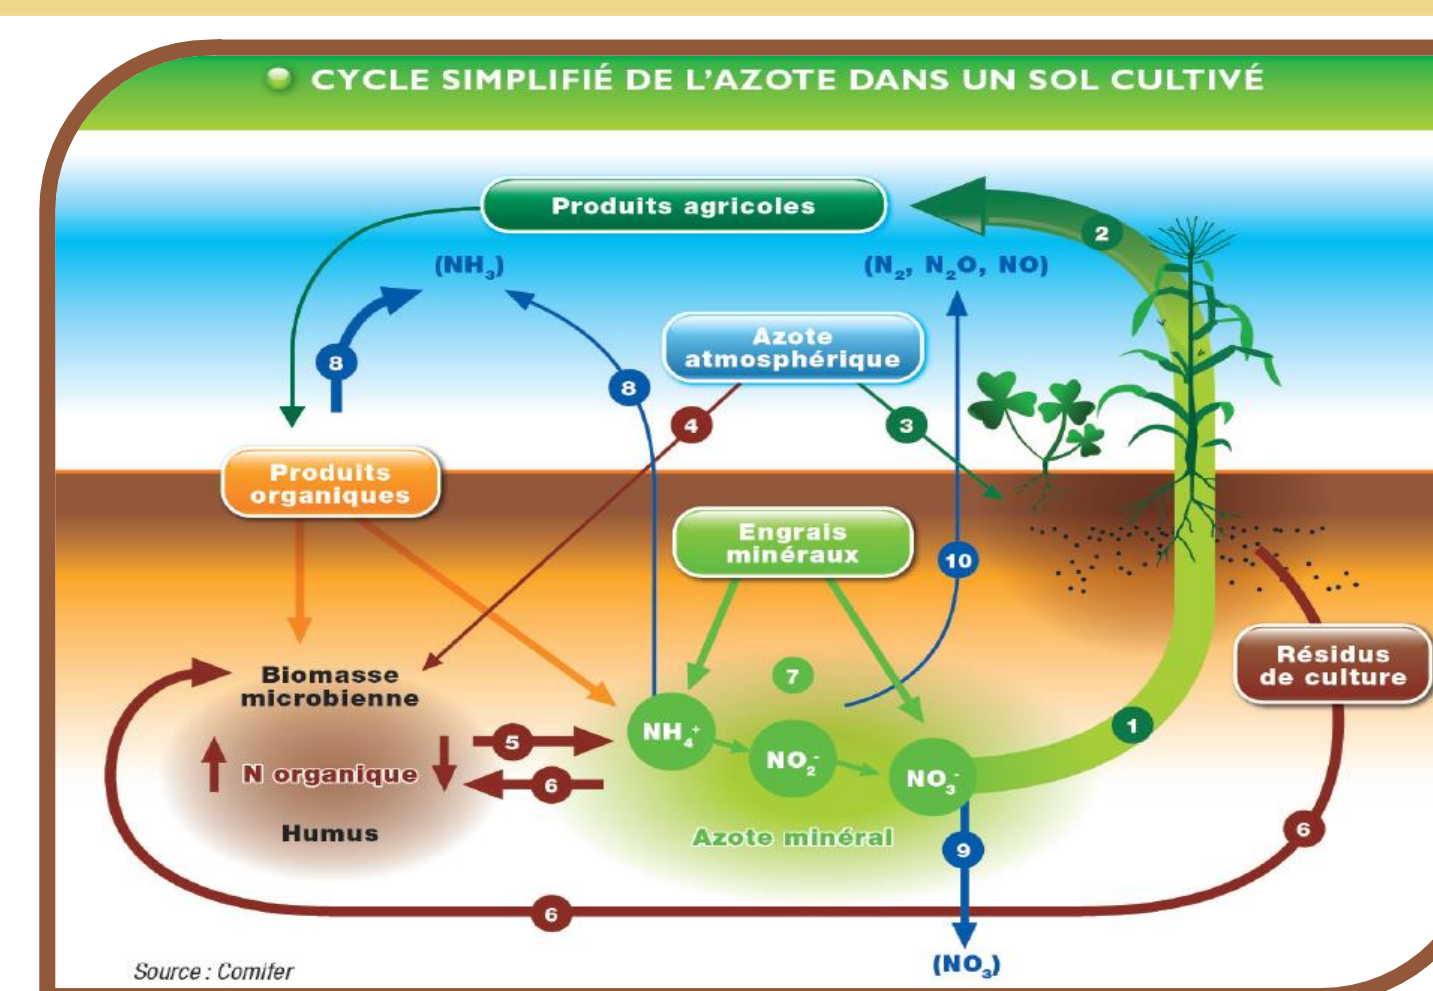 CYCLE SIMPLIFIÉ DE L'AZOTE DANS UN SOL CULTIVÉ
Produits agricoles
2
(NH₃)
(N₂, N₂O, NO)
Azote
atmosphérique
8
8
4
3
Produits
organiques
Engrais
minéraux
10
Biomasse
microbienne
7
Résidus
de culture
5
NH₄⁺
NO₂⁻
NO₃⁻
1
N organique
6
Humus
Azote minéral
9
6
6
(NO₃)
Source : Comifer